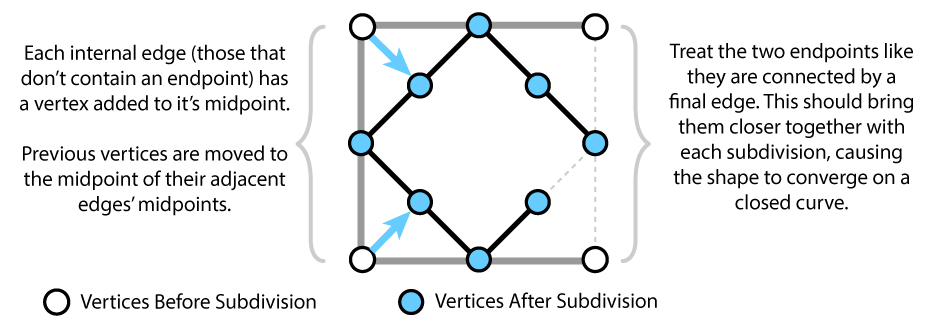 Each internal edge (those that
don't contain an endpoint) has
a vertex added to it's midpoint.
Previous vertices are moved to
the midpoint of their adjacent
edges' midpoints.
Treat the two endpoints like
they are connected by a
final edge. This should bring
them closer together with
each subdivision, causing
the shape to converge on a
closed curve.
Vertices Before Subdivision
Vertices After Subdivision